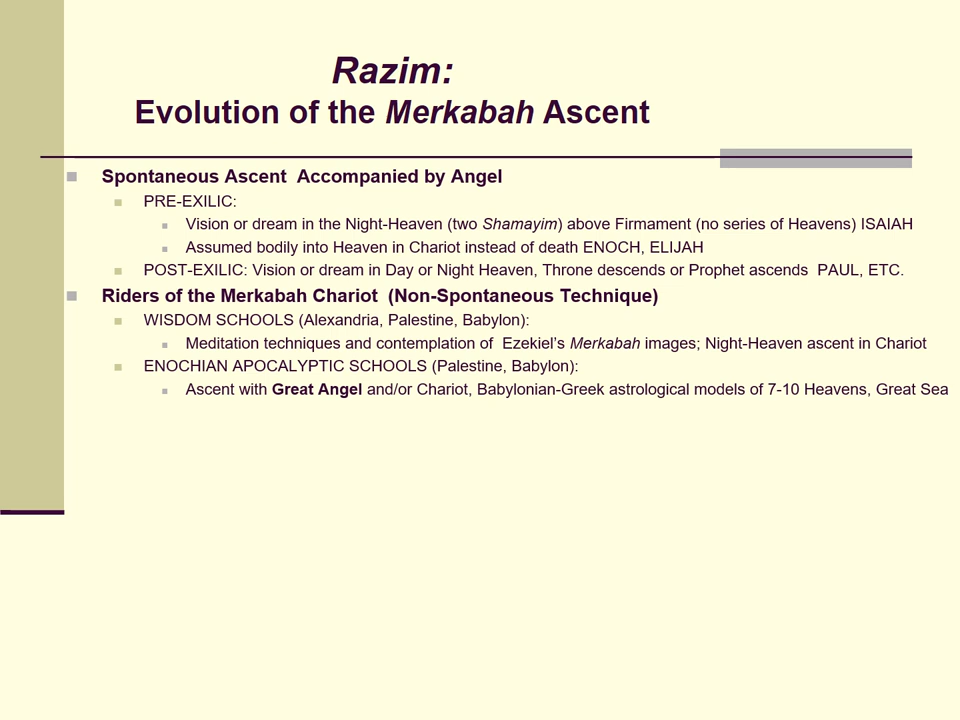 Razim:
Evolution of the Merkabah Ascent
Spontaneous Ascent  Accompanied by Angel
PRE-EXILIC:
Vision or dream in the Night-Heaven (two Shamayim) above Firmament (no series of Heavens) ISAIAH
Assumed bodily into Heaven in Chariot instead of death ENOCH, ELIJAH
POST-EXILIC: Vision or dream in Day or Night Heaven, Throne descends or Prophet ascends  PAUL, ETC.
Riders of the Merkabah Chariot  (Non-Spontaneous Technique)
WISDOM SCHOOLS (Alexandria, Palestine, Babylon):
Meditation techniques and contemplation of  Ezekiel’s Merkabah images; Night-Heaven ascent in Chariot
ENOCHIAN APOCALYPTIC SCHOOLS (Palestine, Babylon):
Ascent with Great Angel and/or Chariot, Babylonian-Greek astrological models of 7-10 Heavens, Great Sea